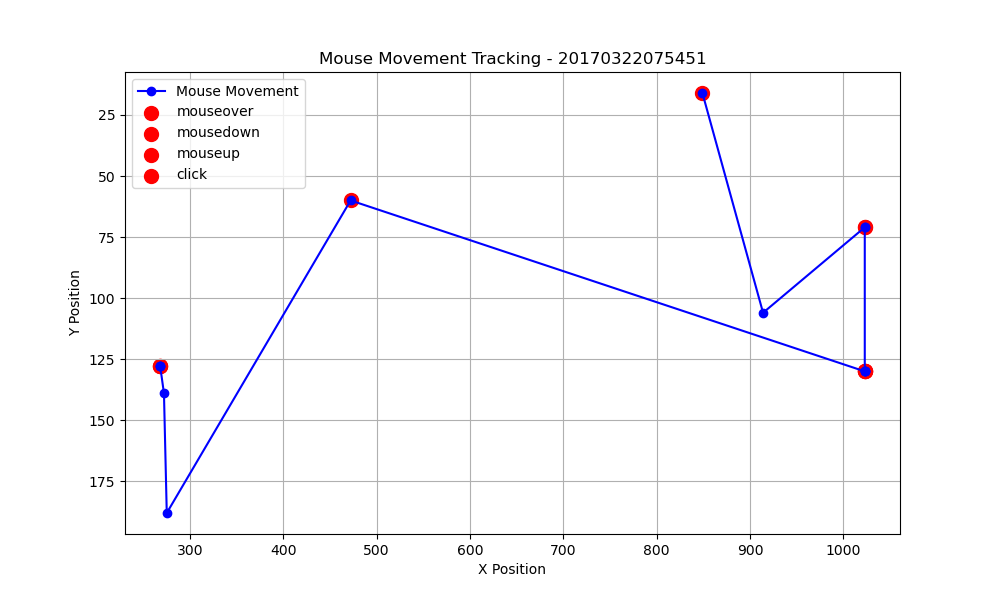 Mouse Movement Tracking - 20170322075451
Mouse Movement
mouseover
mousedown
mouseup
click
Y Position
25
50
75
100
125
150
175
300 400 500 600 700 800 900 1000
X Position